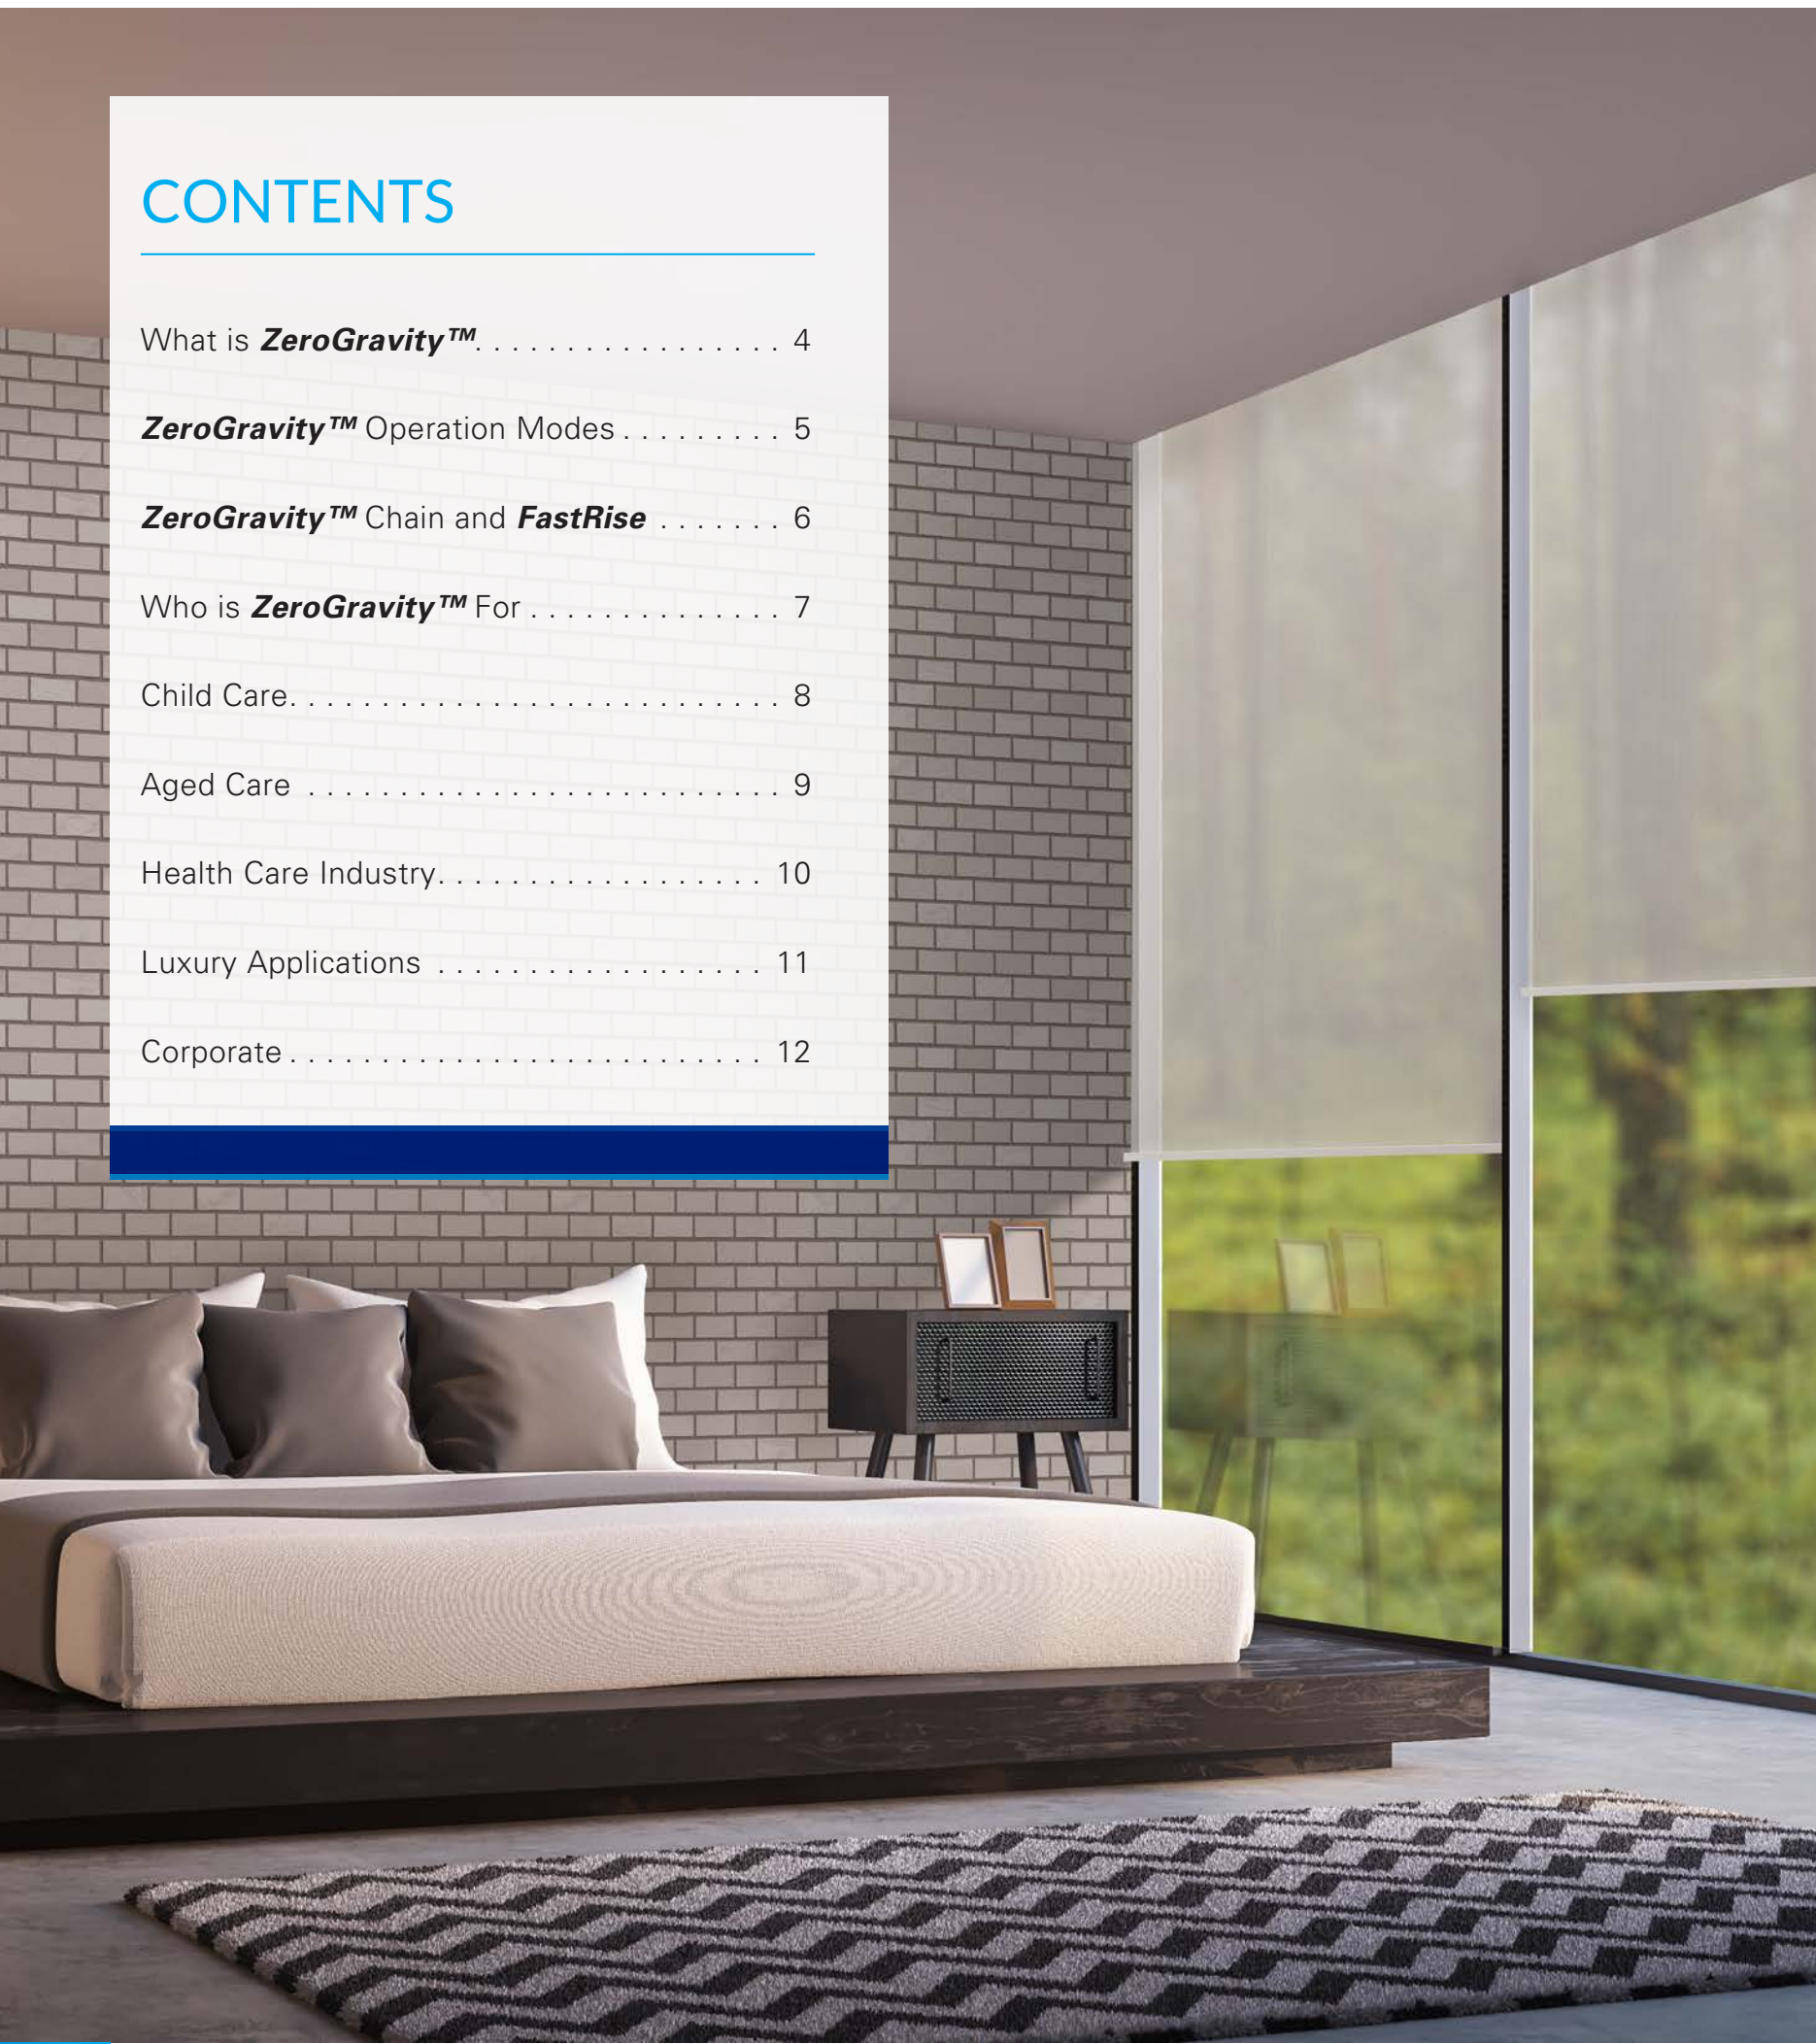 CONTENTS
What is ZeroGravity™. . . . . . . . . . . . . . . . . 4
ZeroGravity™ Operation Modes . . . . . . . . . 5
ZeroGravity™ Chain and FastRise . . . . . . . 6
Who is ZeroGravity™ For . . . . . . . . . . . . . . 7
Child Care. . . . . . . . . . . . . . . . . . . . . . . . . . . 8
Aged Care . . . . . . . . . . . . . . . . . . . . . . . . . . 9
Health Care Industry. . . . . . . . . . . . . . . . . . 10
Luxury Applications . . . . . . . . . . . . . . . . . . 11
Corporate . . . . . . . . . . . . . . . . . . . . . . . . . . 12